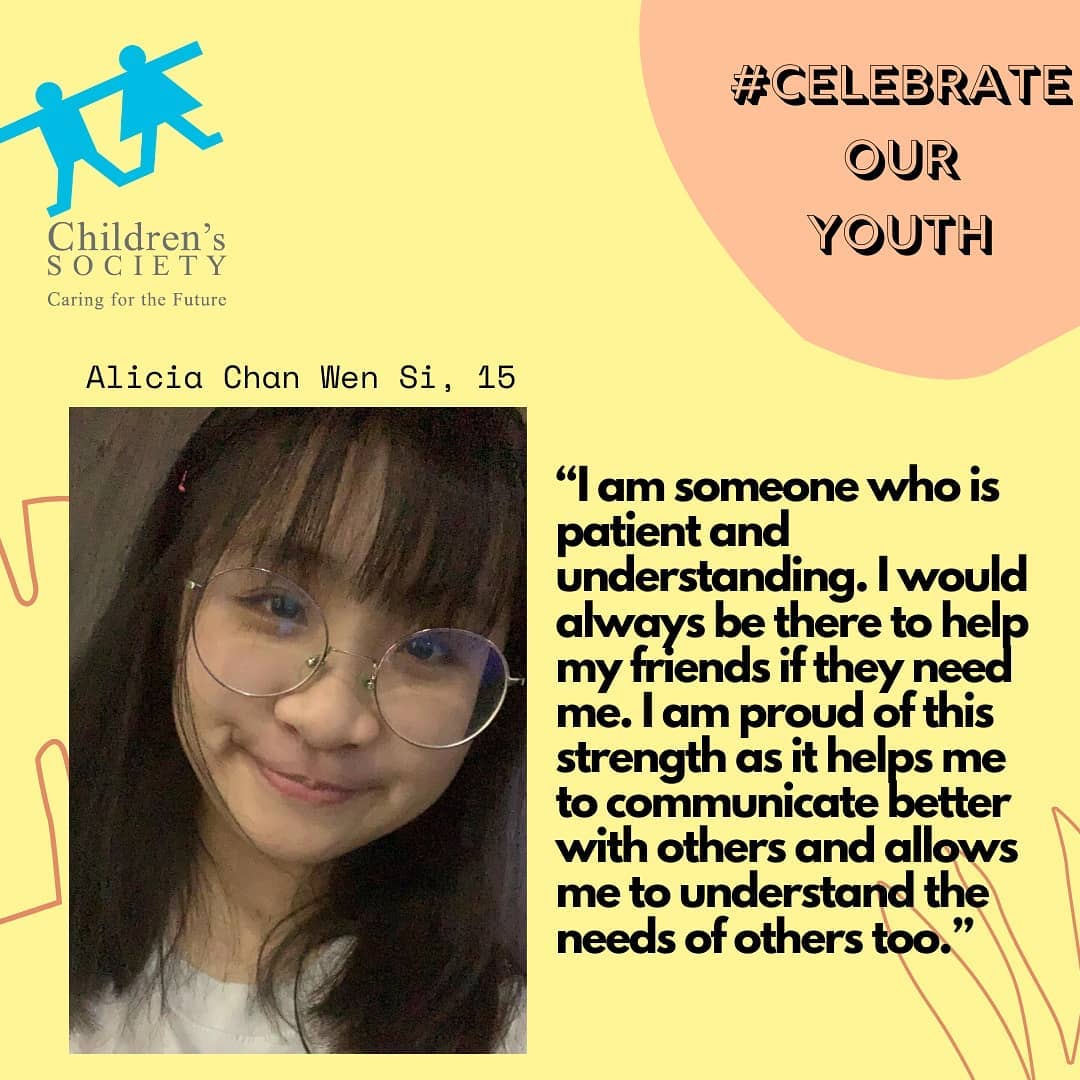 #CELEBRATE
OUR
YOUTH
Children's
SOCIETY
Caring for the Future
Alicia Chan Wen Si, 15
“I am someone who is
patient and
understanding. I would
always be there to help
my friends if they need
me. I am proud of this
strength as it helps me
to communicate better
with others and allows
me to understand the
needs of others too.”